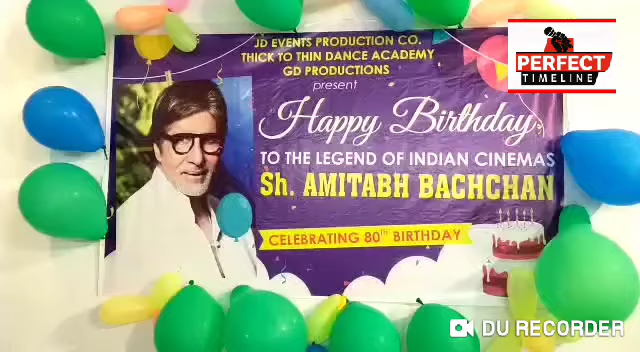 JD EVENTS PRODUCTION CO.
THICK TO THIN DANCE ACADEMY
GD PRODUCTIONS
present
Happy Birthday
TO THE LEGEND OF INDIAN CINEMAS
Sh. AMITABH BACHCHAN
CELEBRATING 80th BIRTHDAY
PERFECT
TIMELINE
DU RECORDER